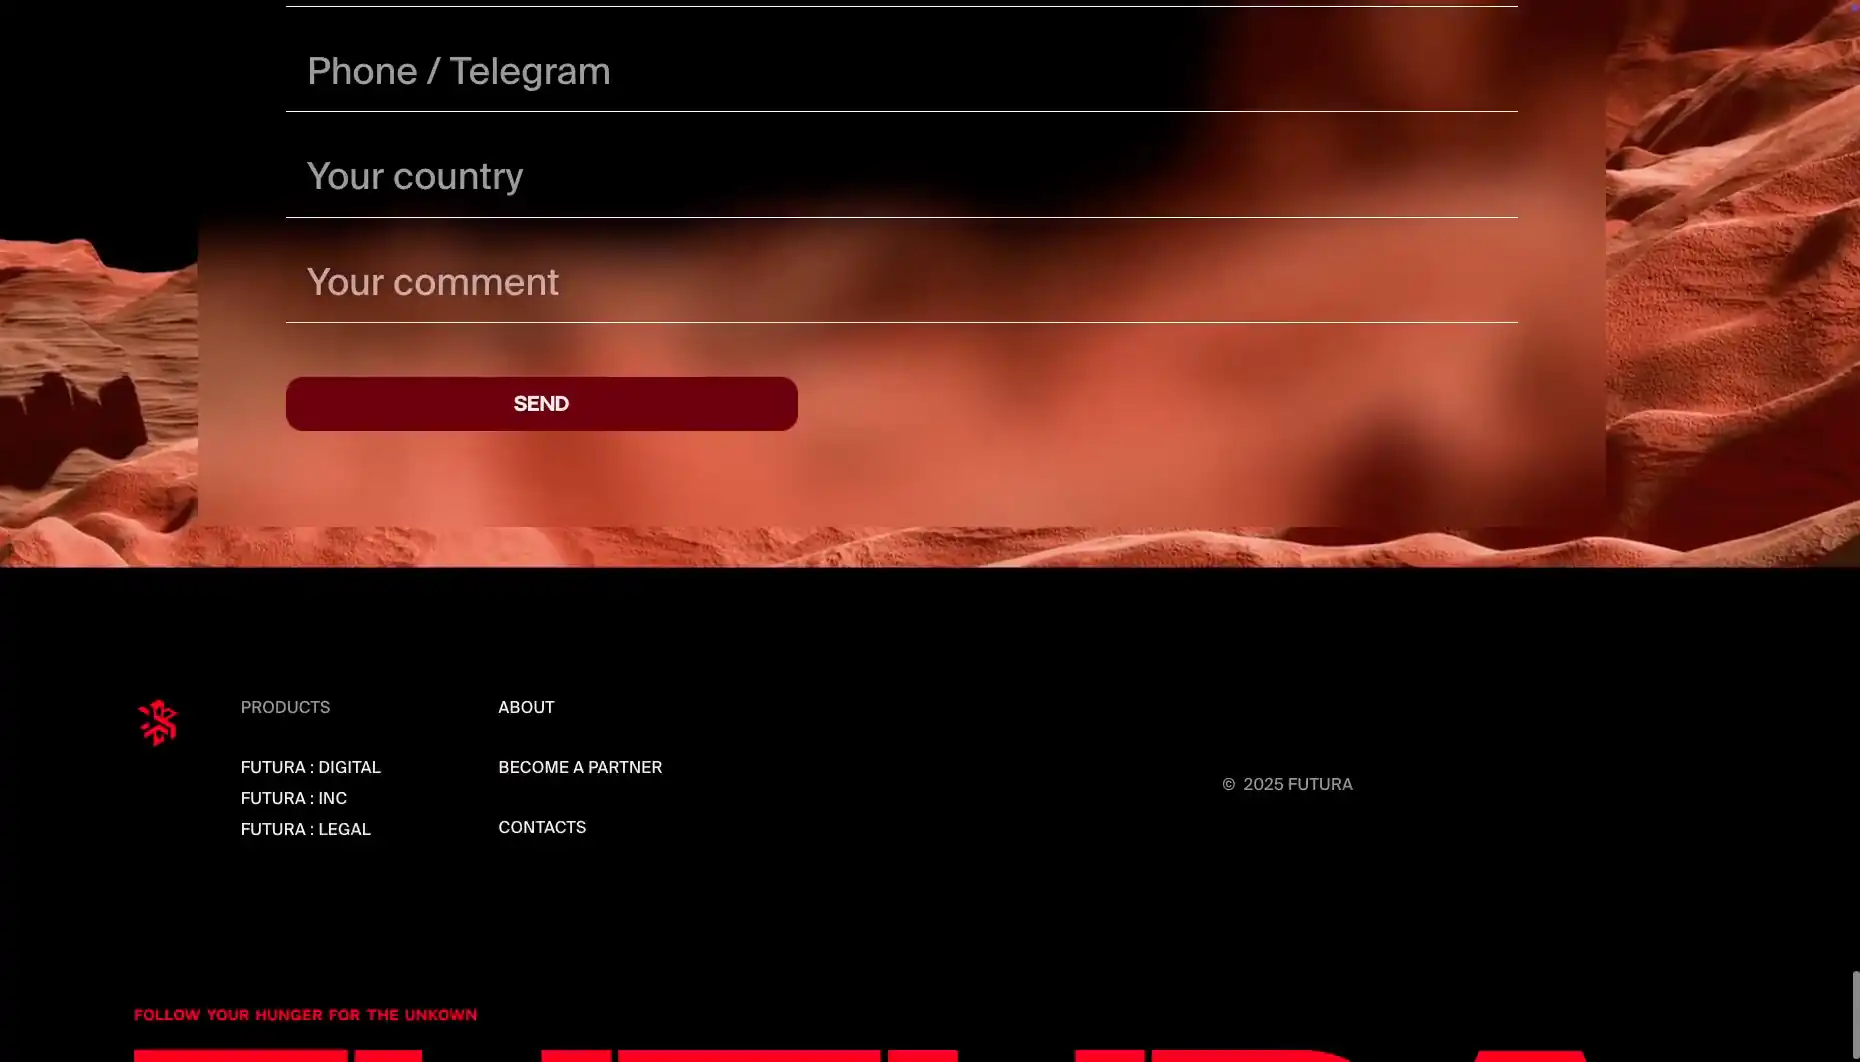 Phone / Telegram
Your country
Your comment
SEND
PRODUCTS
FUTURA : DIGITAL
FUTURA : INC
FUTURA : LEGAL
ABOUT
BECOME A PARTNER
CONTACTS
© 2025 FUTURA
FOLLOW YOUR HUNGER FOR THE UNKOWN